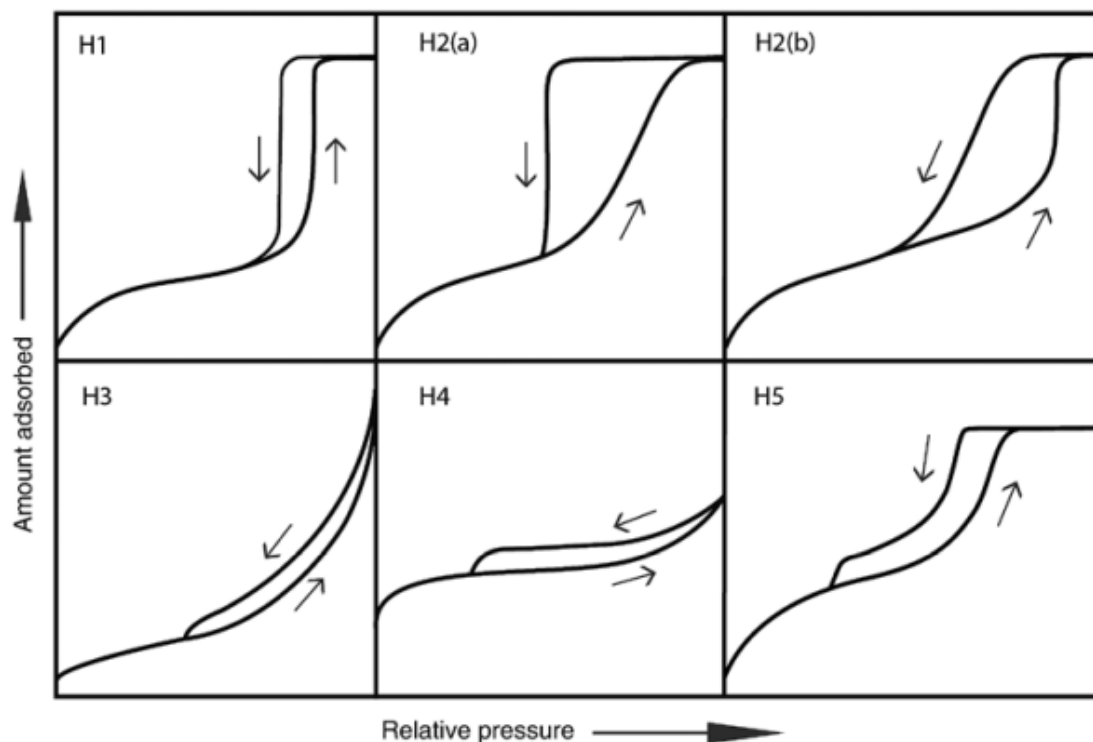 H1
H2(a)
H2(b)
H3
H4
H5
Amount adsorbed
Relative pressure